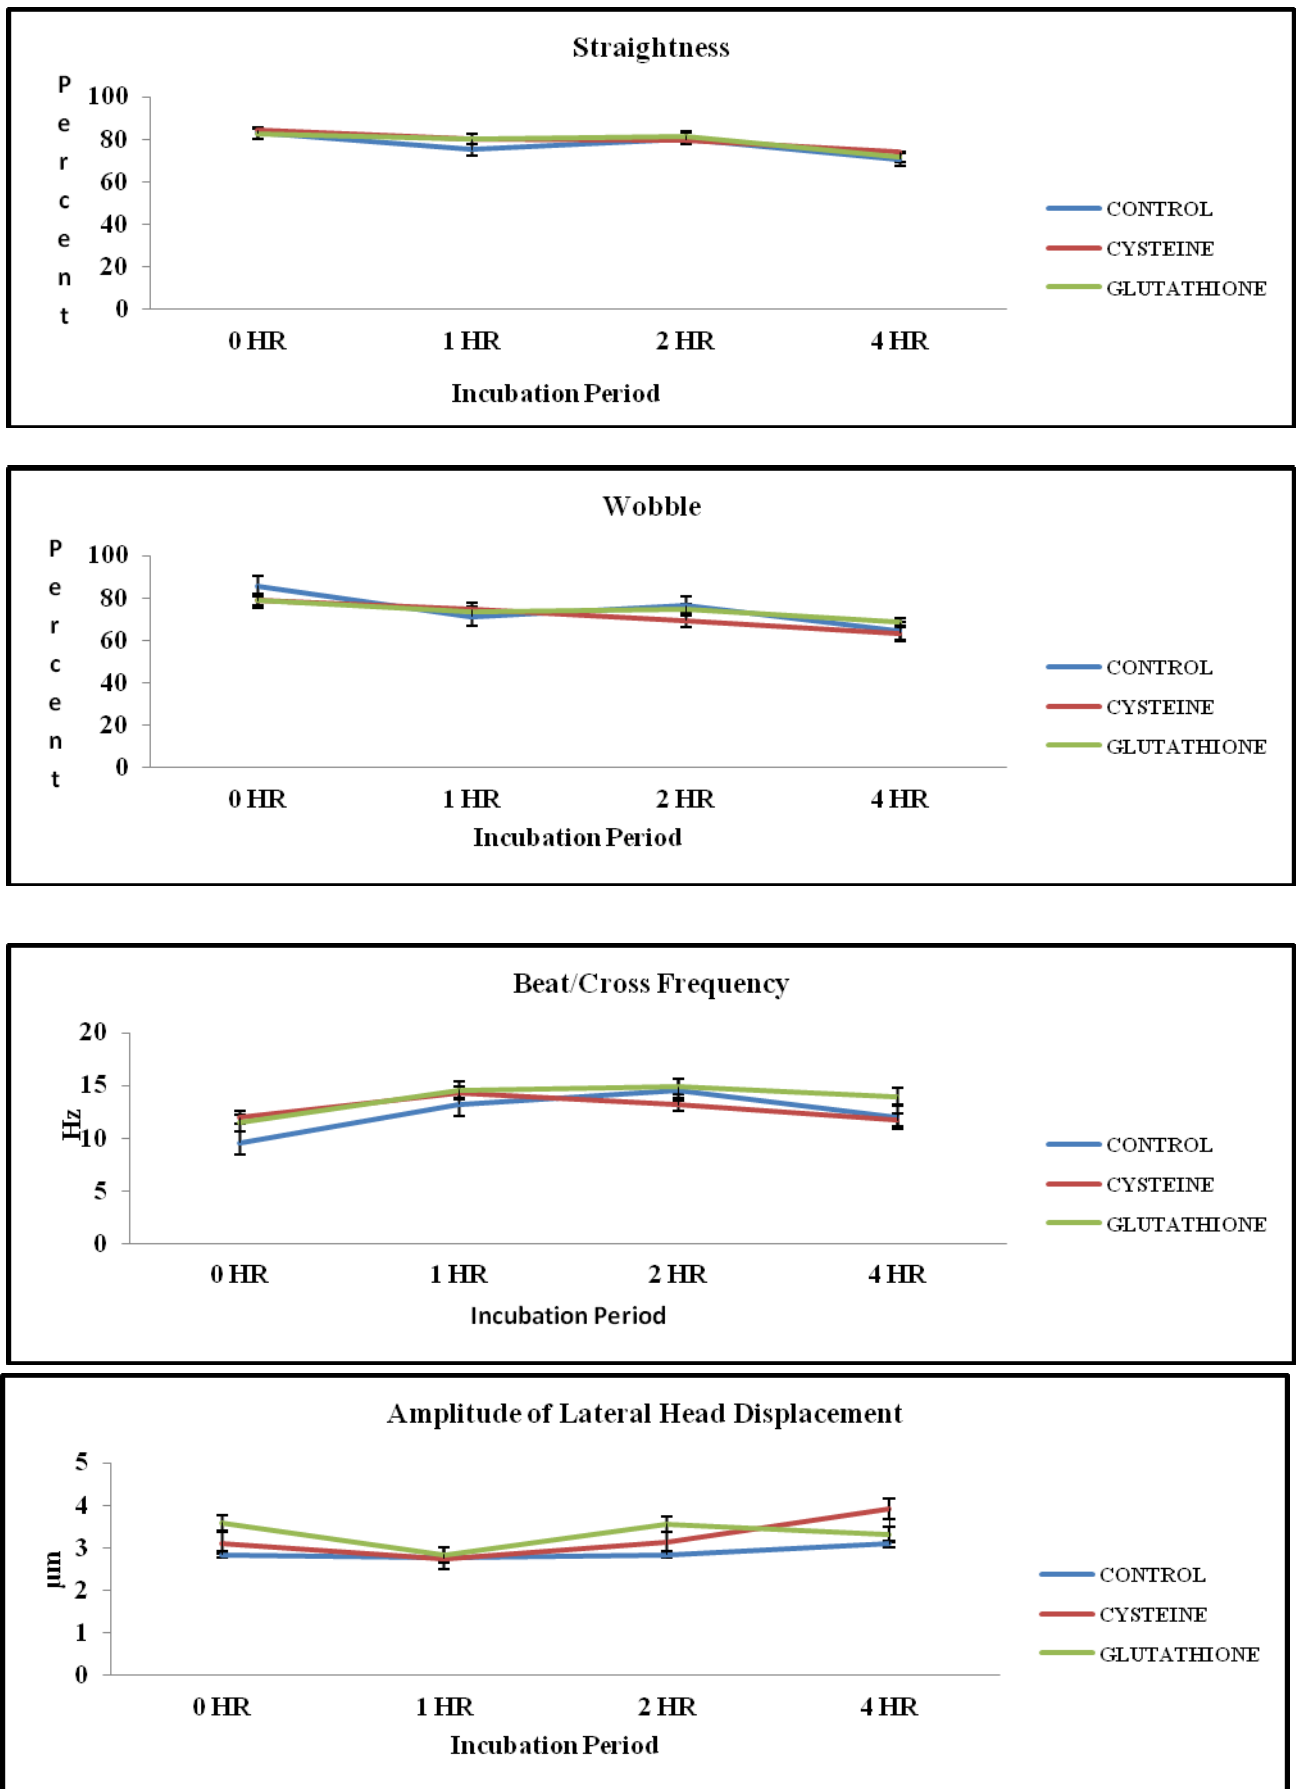 Straightness
Percent
100
80
60
40
20
0
0 HR 1 HR 2 HR 4 HR
Incubation Period
CONTROL
CYSTEINE
GLUTATHIONE
Wobble
Percent
100
80
60
40
20
0
0 HR 1 HR 2 HR 4 HR
Incubation Period
CONTROL
CYSTEINE
GLUTATHIONE
Beat/Cross Frequency
Hz
20
15
10
5
0
0 HR 1 HR 2 HR 4 HR
Incubation Period
CONTROL
CYSTEINE
GLUTATHIONE
Amplitude of Lateral Head Displacement
µm
5
4
3
2
1
0
0 HR 1 HR 2 HR 4 HR
Incubation Period
CONTROL
CYSTEINE
GLUTATHIONE